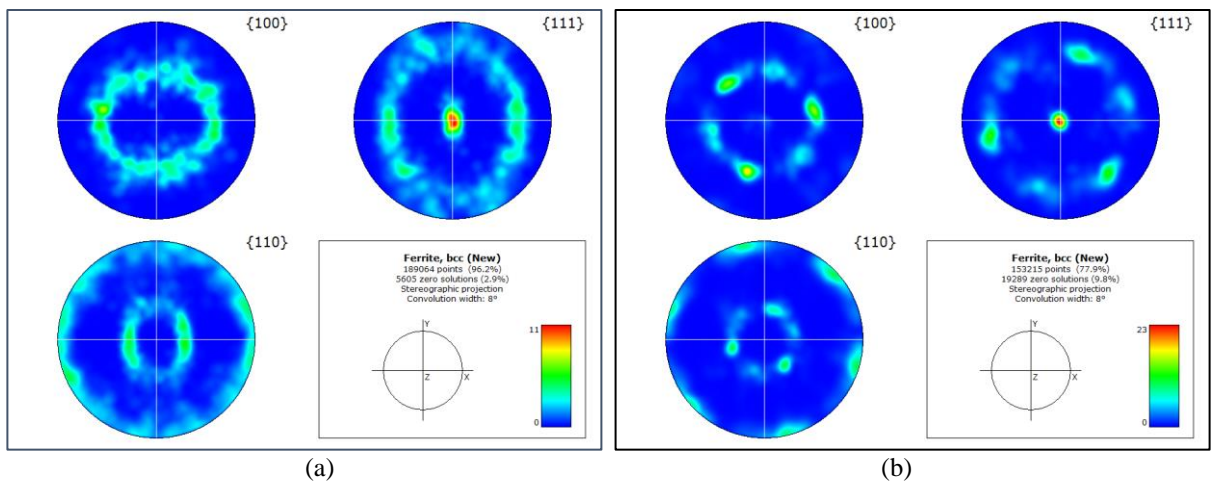 {100}
{111}
{110}
Ferrite, bcc (New)
189064 points (96.2%)
5605 zero solutions (2.9%)
Stereographic projection
Convolution width: 8°
Y
Z
X
11
0
(a)
{100}
{111}
{110}
Ferrite, bcc (New)
153215 points (77.9%)
19289 zero solutions (9.8%)
Stereographic projection
Convolution width: 8°
Y
Z
X
23
0
(b)